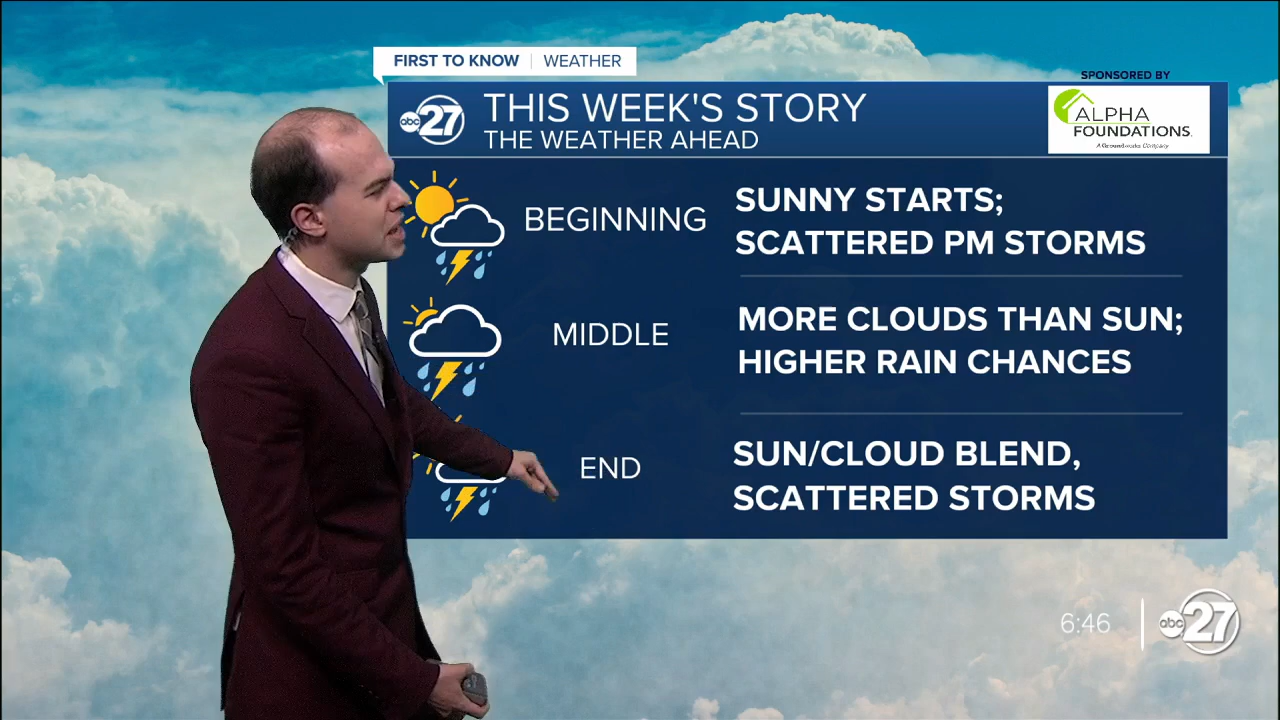 FIRST TO KNOW | WEATHER
SPONSORED BY
abc 27
THIS WEEK'S STORY
THE WEATHER AHEAD
ALPHA
FOUNDATIONS
A Groundworks Company
BEGINNING
SUNNY STARTS;
SCATTERED PM STORMS
MIDDLE
MORE CLOUDS THAN SUN;
HIGHER RAIN CHANCES
END
SUN/CLOUD BLEND,
SCATTERED STORMS
6:46
abc 27